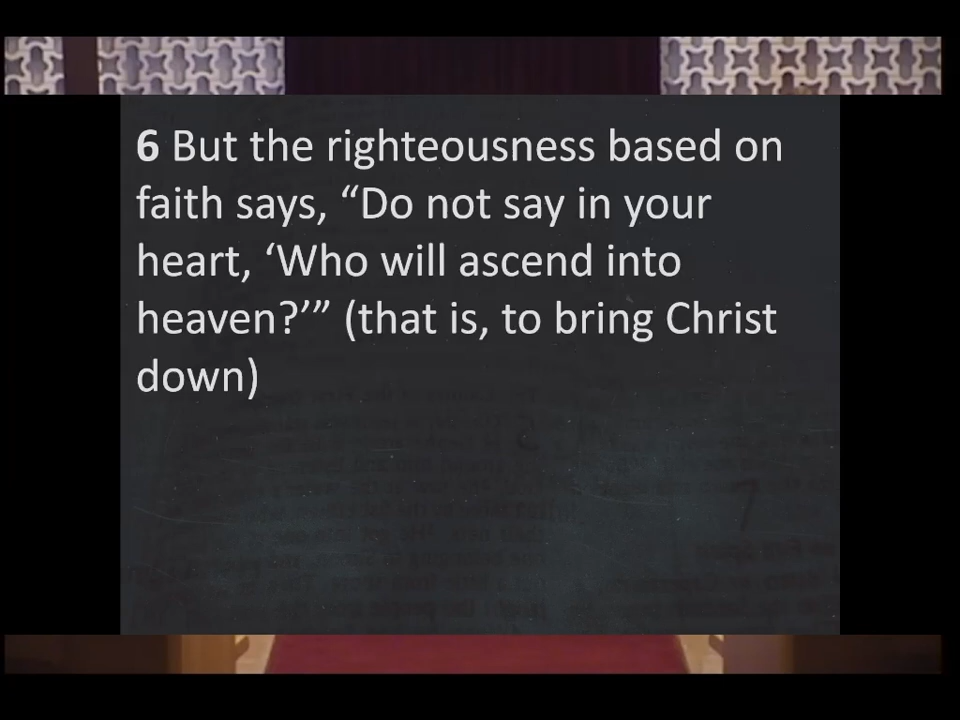 6 But the righteousness based on
faith says, “Do not say in your
heart, ‘Who will ascend into
heaven?’” (that is, to bring Christ
down)